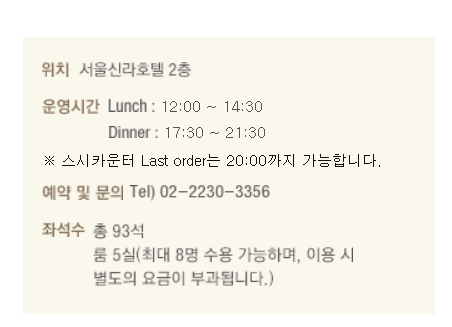 위치 서울신라호텔 2층
운영시간 Lunch : 12:00 ~ 14:30
Dinner : 17:30 ~ 21:30
※ 스시카운터 Last order는 20:00까지 가능합니다.
예약 및 문의 Tel) 02-2230-3356
좌석수 총 93석
룸 5실(최대 8명 수용 가능하며, 이용 시
별도의 요금이 부과됩니다.)